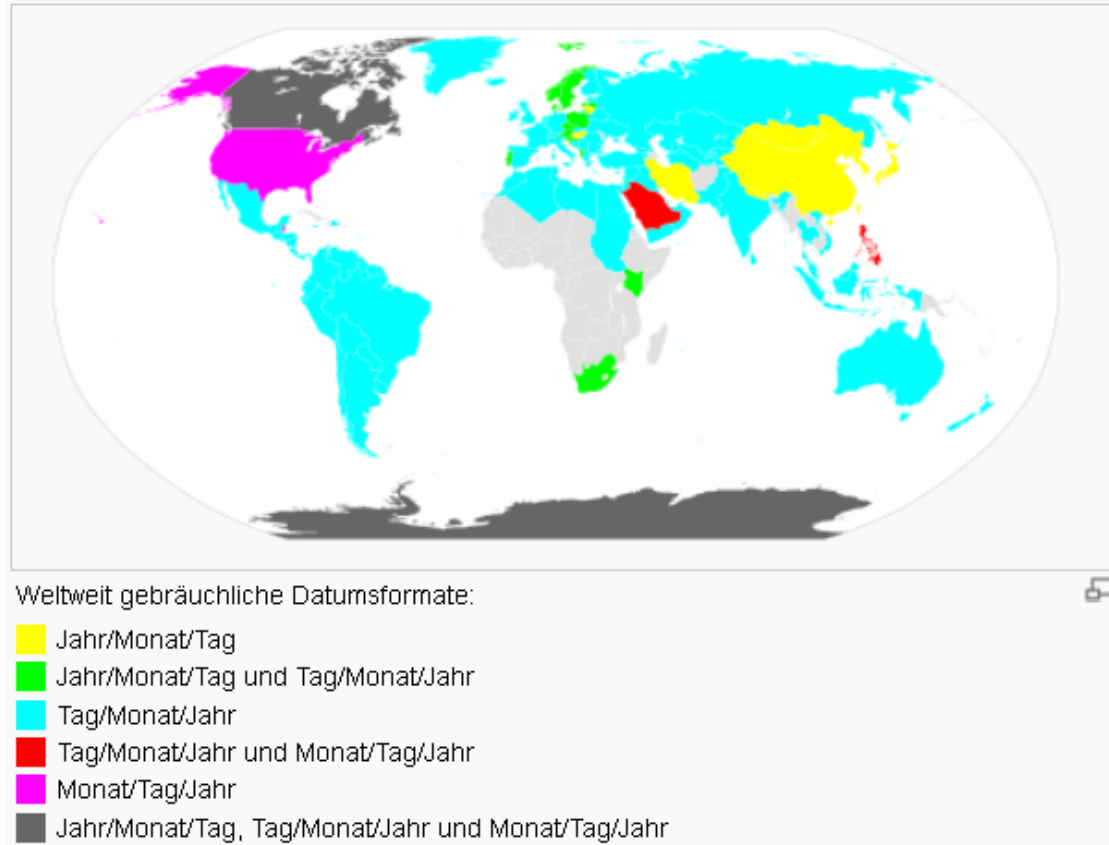 Weltweit gebräuchliche Datumsformate:
Jahr/Monat/Tag
Jahr/Monat/Tag und Tag/Monat/Jahr
Tag/Monat/Jahr
Tag/Monat/Jahr und Monat/Tag/Jahr
Monat/Tag/Jahr
Jahr/Monat/Tag, Tag/Monat/Jahr und Monat/Tag/Jahr